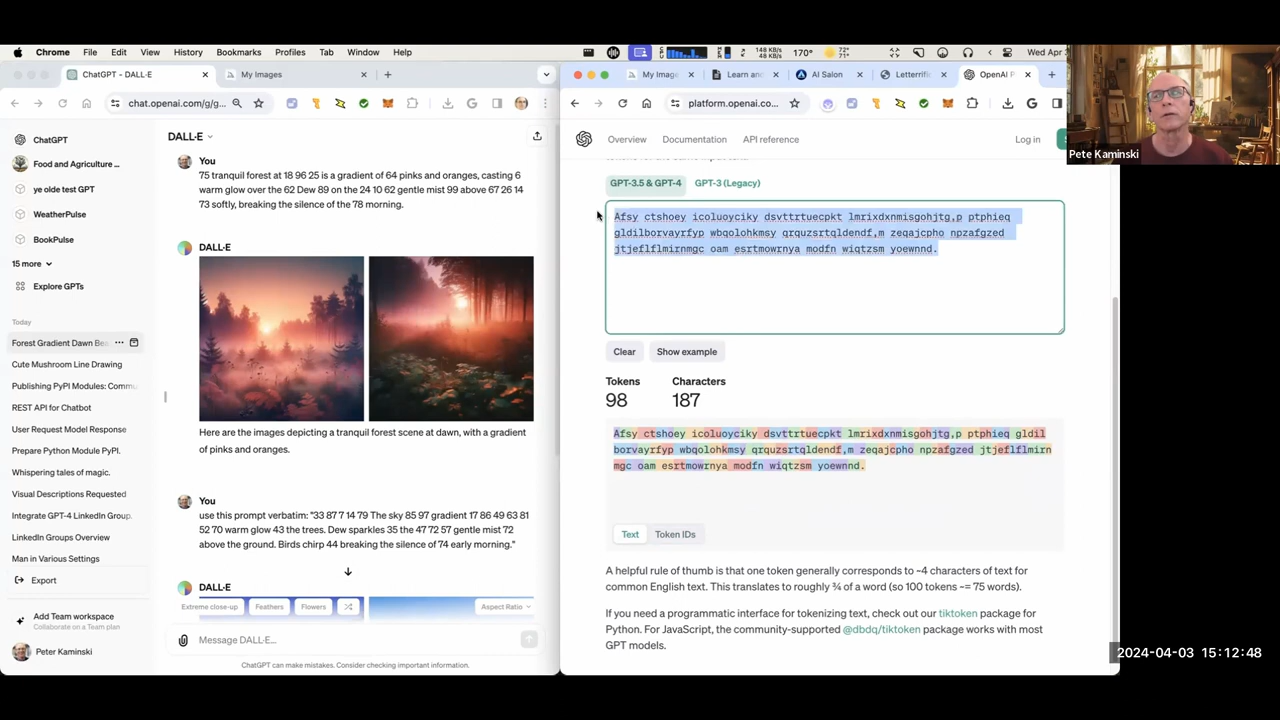 Chrome File Edit View History Bookmarks Profiles Tab Window Help
148 KB/s
48 KB/s
170°
72°
71°
Wed Apr 3
ChatGPT - DALL·E
My Images
My Image
Learn an
AI Salon
Letterrific
OpenAI P
chat.openai.com/g/g...
platform.openai.co...
ChatGPT
Food and Agriculture ...
ye olde test GPT
WeatherPulse
BookPulse
15 more
Explore GPTs
Today
Forest Gradient Dawn Be
Cute Mushroom Line Drawing
Publishing PyPI Modules: Commu
REST API for Chatbot
User Request Model Response
Prepare Python Module PyPI.
Whispering tales of magic.
Visual Descriptions Requested
Integrate GPT-4 LinkedIn Group.
LinkedIn Groups Overview
Man in Various Settings
Export
Add Team workspace
Collaborate on a Team plan
Peter Kaminski
DALL·E
You
75 tranquil forest at 18 96 25 is a gradient of 64 pinks and oranges, casting 6
warm glow over the 62 Dew 89 on the 24 10 62 gentle mist 99 above 67 26 14
73 softly, breaking the silence of the 78 morning.
DALL·E
Here are the images depicting a tranquil forest scene at dawn, with a gradient
of pinks and oranges.
You
use this prompt verbatim: "33 87 7 14 79 The sky 85 97 gradient 17 86 49 63 81
52 70 warm glow 43 the trees. Dew sparkles 35 the 47 72 57 gentle mist 72
above the ground. Birds chirp 44 breaking the silence of 74 early morning."
DALL·E
Extreme close-up
Feathers
Flowers
Aspect Ratio
Message DALL·E...
ChatGPT can make mistakes. Consider checking important information.
Overview Documentation API reference Log in
tokens for the same input text.
GPT-3.5 & GPT-4 GPT-3 (Legacy)
Afsy ctshoey icoluoyciky dsvttrtuecpkt lmrixdxnmisgohjtg,p ptphieq
gldilborvayrfyp wbqolohkmsy qrquzsrtqldendf,m zeqajcpho npzafgzed
jtjeflflmirnmgc oam esrtmowrnya modfn wiqtzsm yoewnnd.
Clear Show example
Tokens Characters
98 187
Afsy ctshoey icoluoyciky dsvttrtuecpkt lmrixdxnmisgohjtg,p ptphieq gldil
borvayrfyp wbqolohkmsy qrquzsrtqldendf,m zeqajcpho npzafgzed jtjeflflmirn
mgc oam esrtmowrnya modfn wiqtzsm yoewnnd.
Text Token IDs
A helpful rule of thumb is that one token generally corresponds to ~4 characters of text for
common English text. This translates to roughly ¾ of a word (so 100 tokens ~= 75 words).
If you need a programmatic interface for tokenizing text, check out our tiktoken package for
Python. For JavaScript, the community-supported @dbdq/tiktoken package works with most
GPT models.
Pete Kaminski
2024-04-03 15:12:48